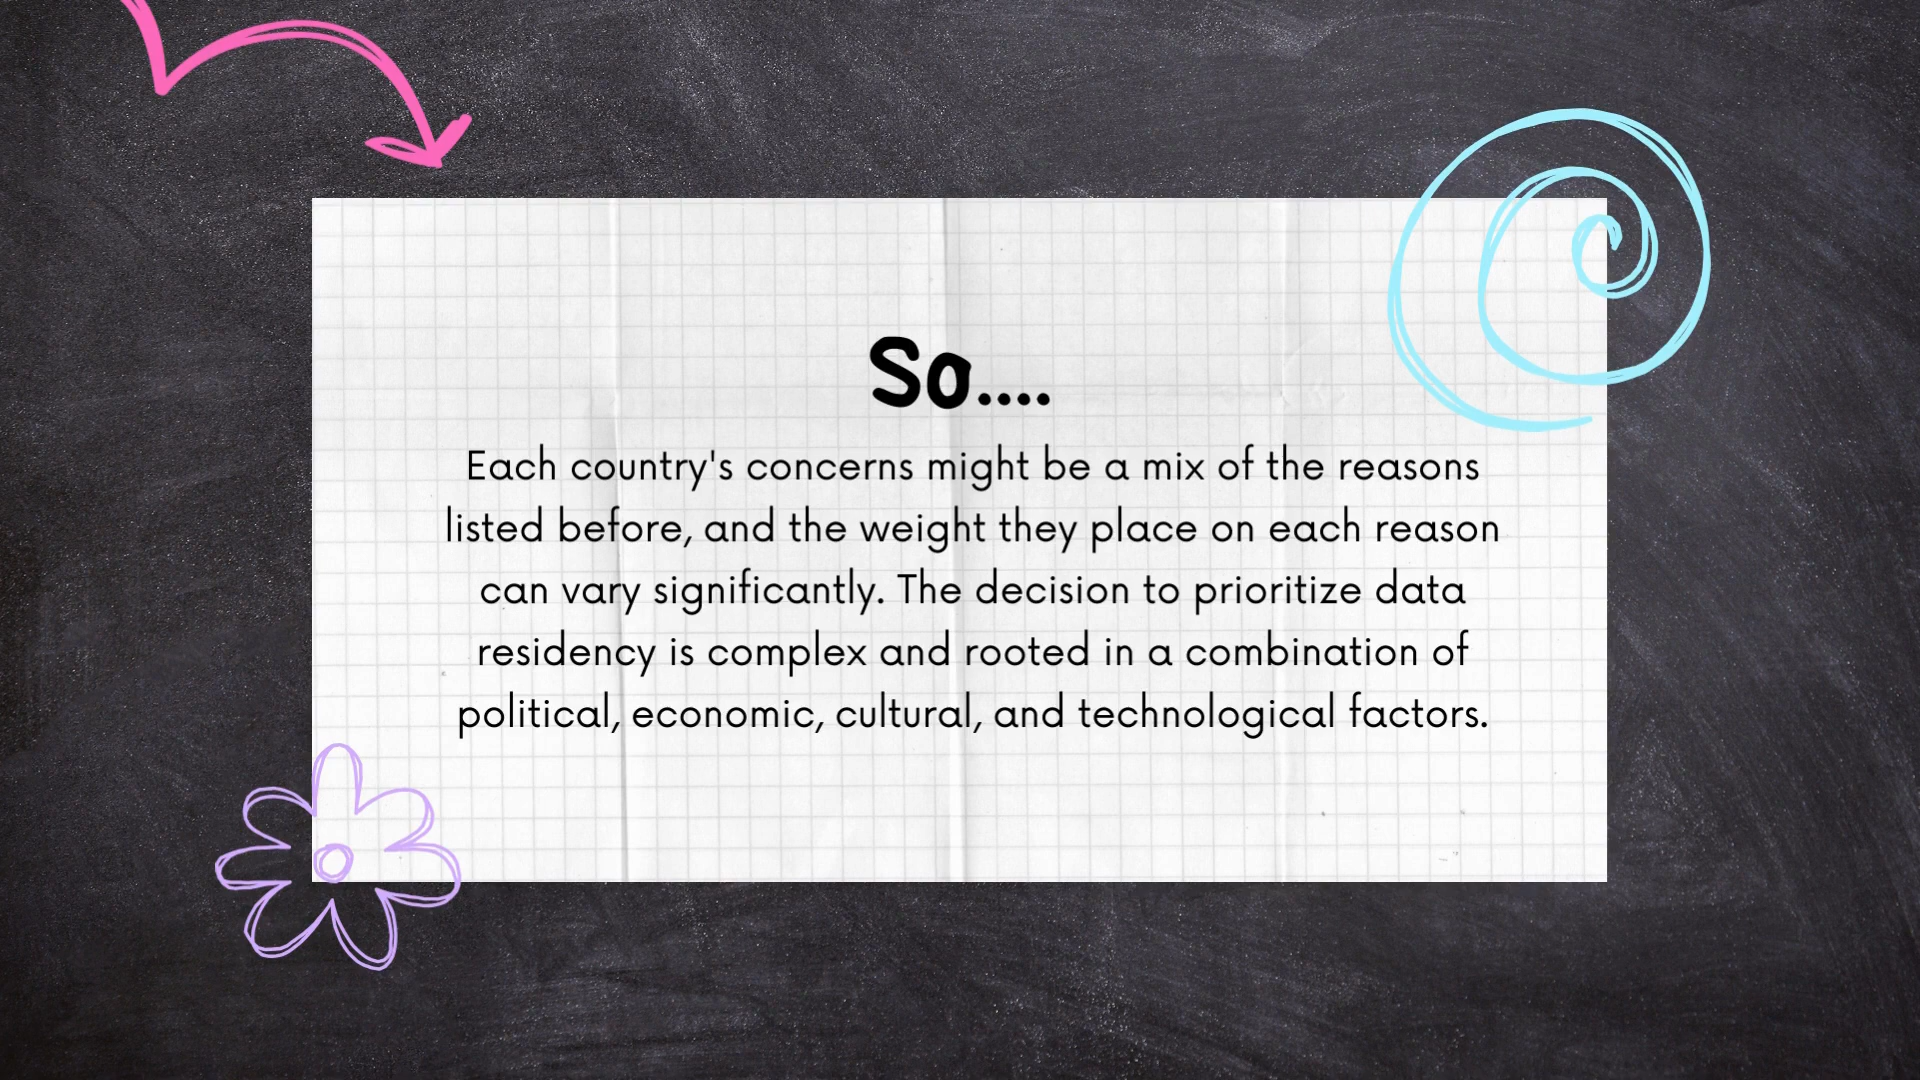 So....
Each country's concerns might be a mix of the reasons
listed before, and the weight they place on each reason
can vary significantly. The decision to prioritize data
residency is complex and rooted in a combination of
political, economic, cultural, and technological factors.